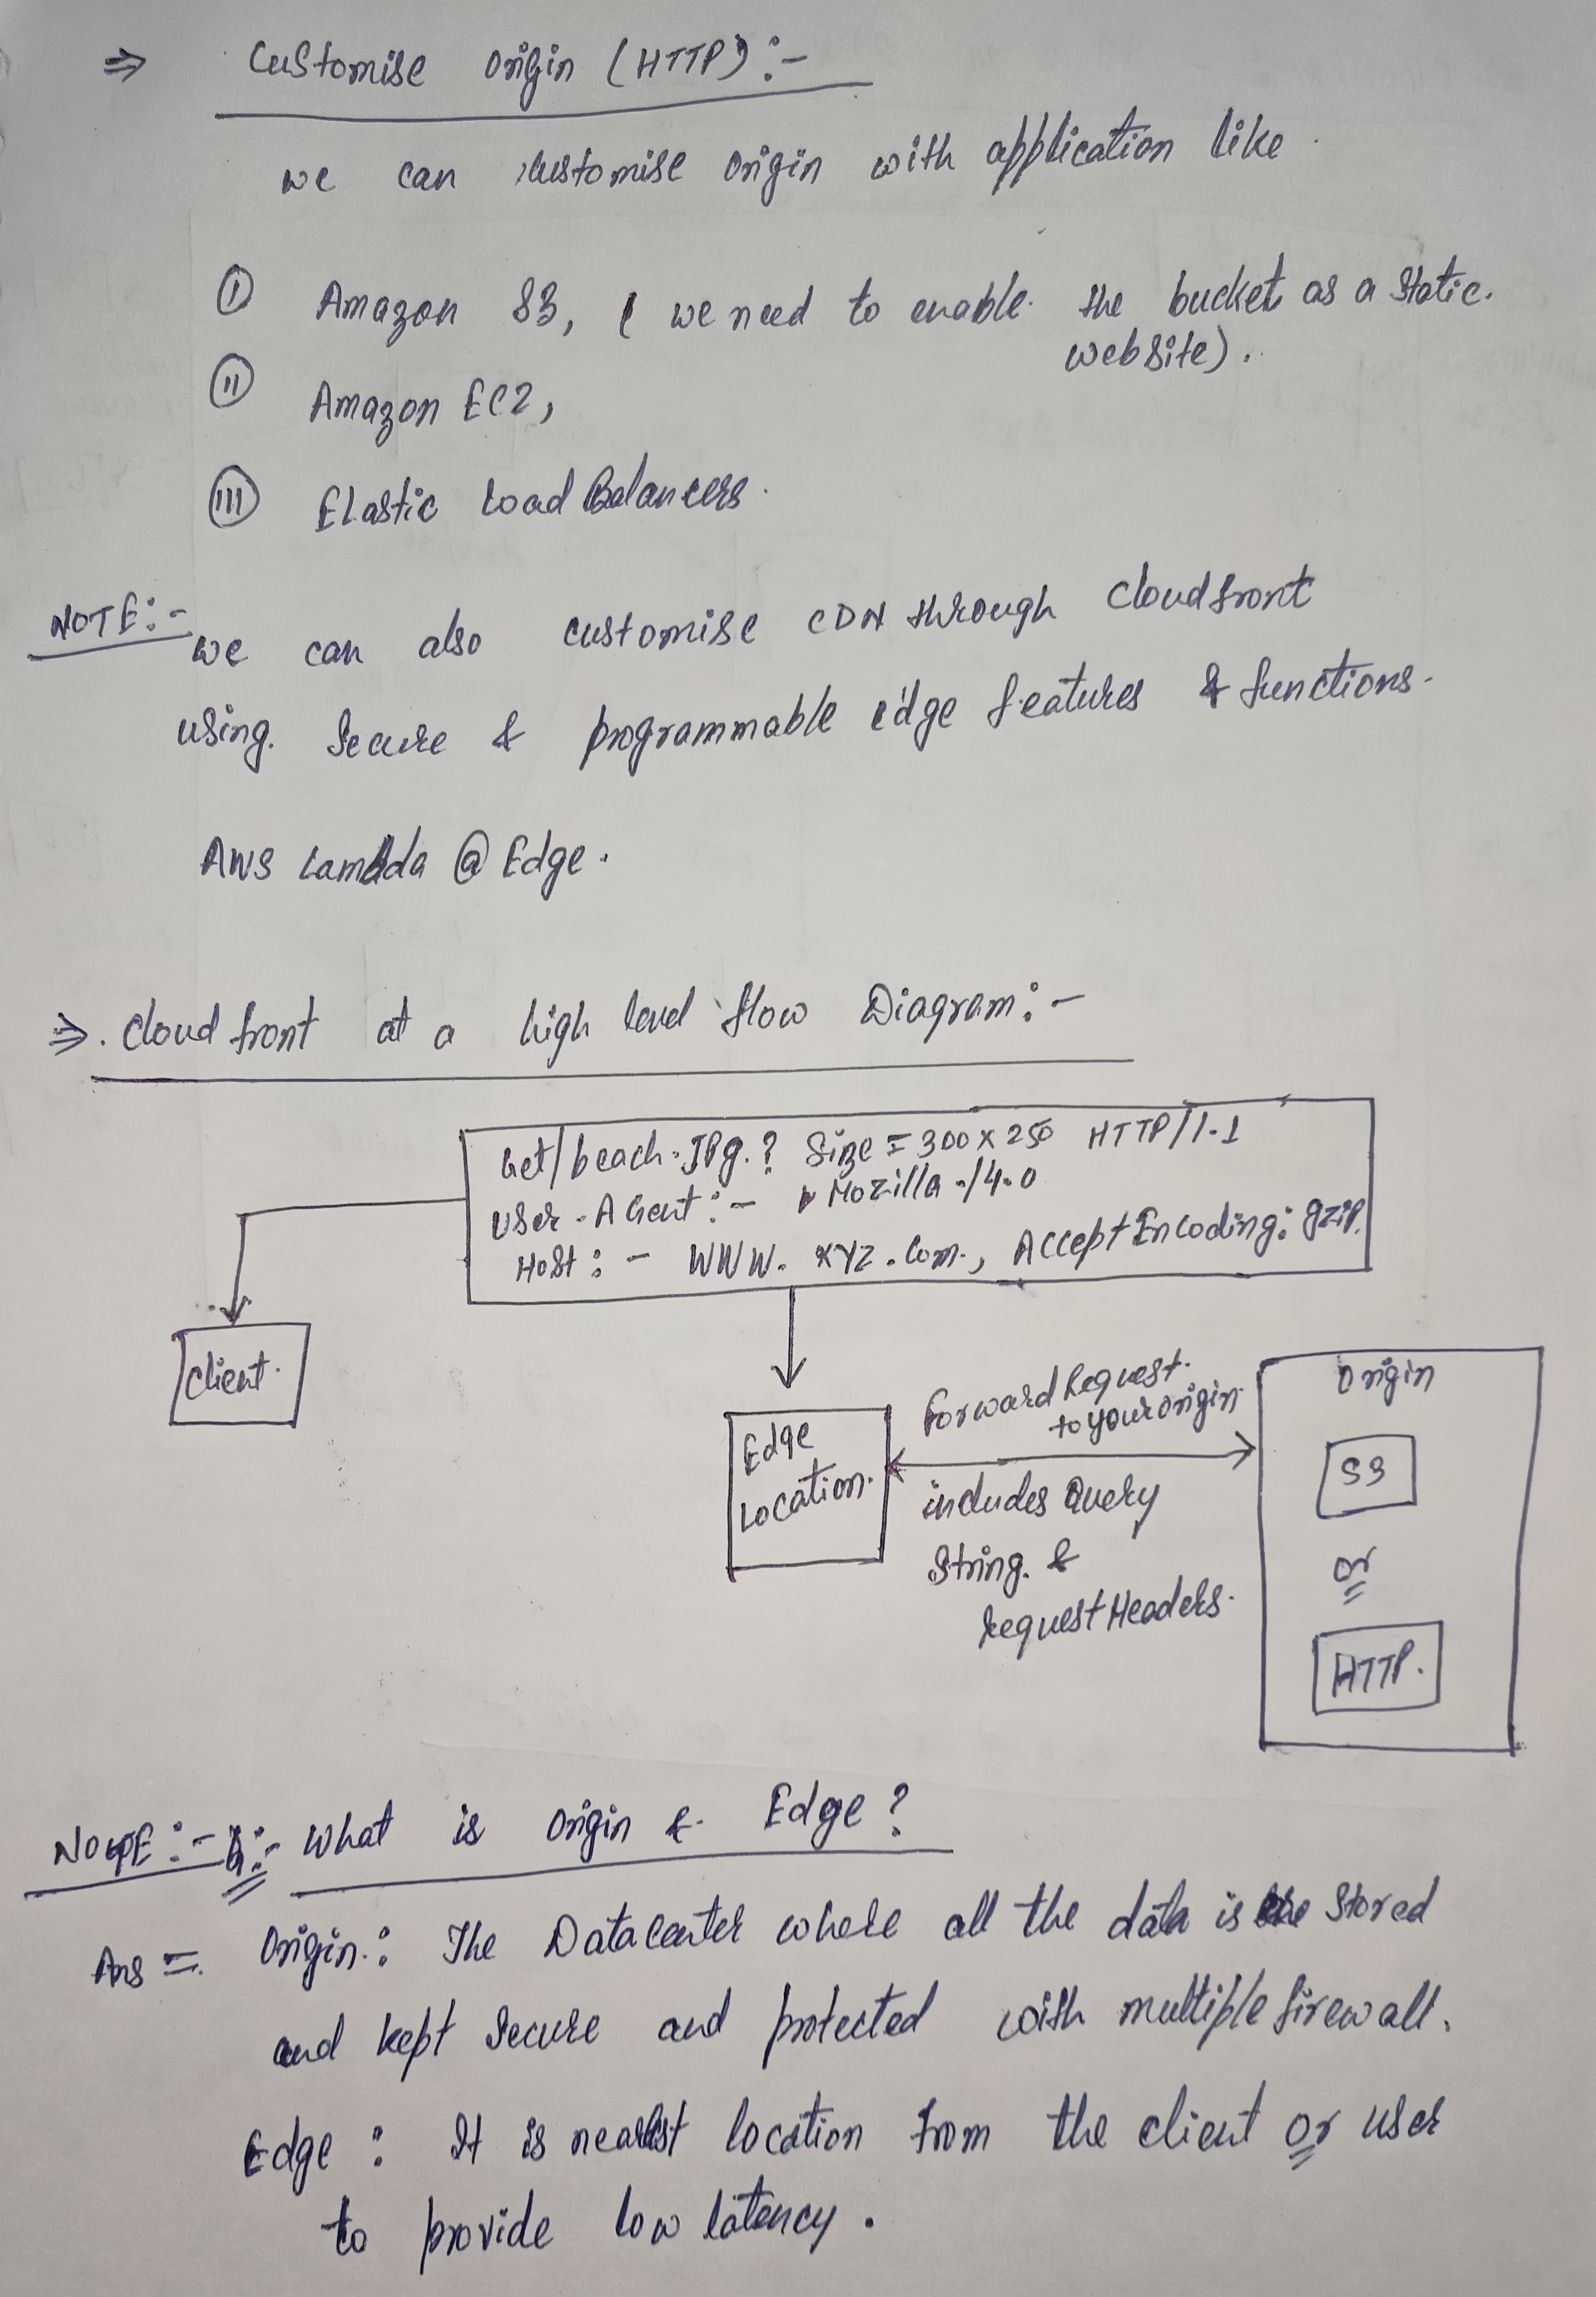 ⇒ Customise Origin (HTTP) :-
we can customise Origin with application like.
(I) Amazon S3, ( we need to enable. the bucket as a Static.
website).
(II) Amazon EC2,
(III) Elastic Load Balancers.
NOTE:- we can also customise CDN through cloudfront
using. Secure & programmable edge features & functions.
AWS Lambda @ Edge.
⇒. Cloud front at a high level flow Diagram:-
Get/beach.JPg.? Size = 300 x 250 HTTP/1.1
User-Agent:- Mozilla./4.0
Host:- WWW. XYZ.Com., Accept Encoding: gzip.
Client.
Edge
Location.
Forward Request.
to your origin.
includes Query
String. &
Request Headers.
Origin
S3
or
HTTP.
NOTE:- Q:- What is Origin & Edge?
Ans =. Origin.: The Datacenter where all the data is stored
and kept Secure and protected with multiple firewall.
Edge: It is nearest location from the client or user
to provide low latency.